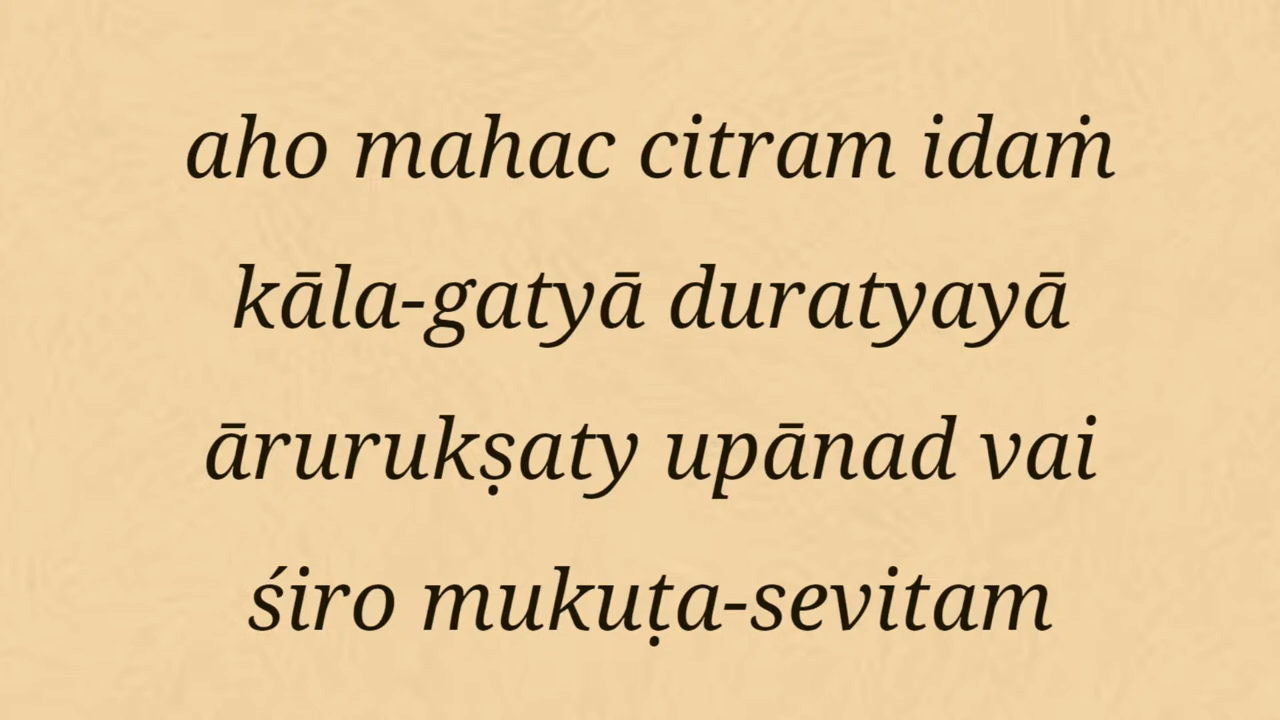 aho mahac citram idaṁ
kāla-gatyā duratyayā
ārurukṣaty upānad vai
śiro mukuṭa-sevitam